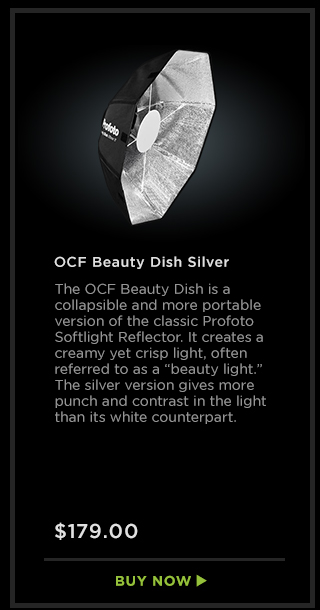 Profoto
OCF Beauty Dish Silver
The OCF Beauty Dish is a
collapsible and more portable
version of the classic Profoto
Softlight Reflector. It creates a
creamy yet crisp light, often
referred to as a “beauty light.”
The silver version gives more
punch and contrast in the light
than its white counterpart.
$179.00
BUY NOW ▶